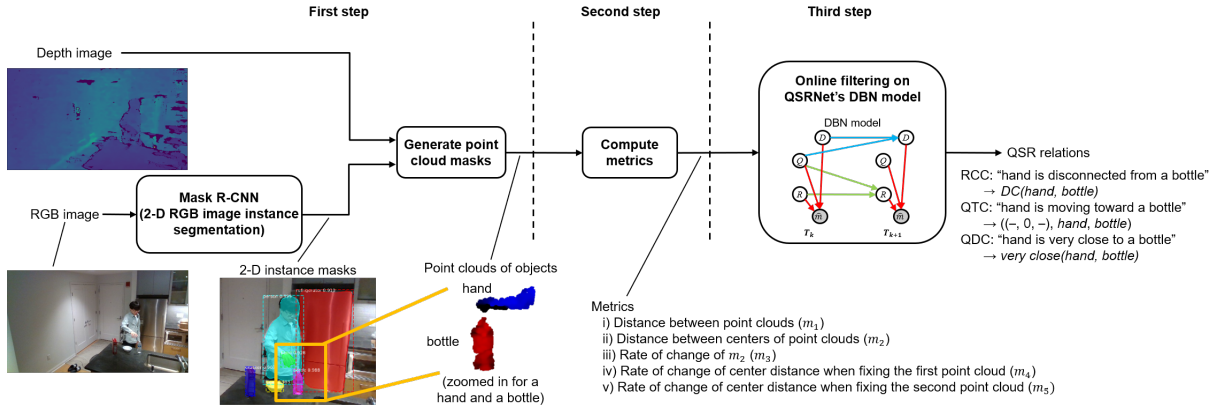 First step
Second step
Third step
Depth image
Online filtering on
QSRNet's DBN model
DBN model
D
D
Q
Q
R
R
m̄
m̄
T_k
T_{k+1}
Generate point
cloud masks
Compute
metrics
QSR relations
RCC: “hand is disconnected from a bottle”
→ DC(hand, bottle)
QTC: “hand is moving toward a bottle”
→ ((–, 0, –), hand, bottle)
QDC: “hand is very close to a bottle”
→ very close(hand, bottle)
RGB image
Mask R-CNN
(2-D RGB image instance
segmentation)
2-D instance masks
Point clouds of objects
hand
bottle
(zoomed in for a
hand and a bottle)
Metrics
i) Distance between point clouds (m₁)
ii) Distance between centers of point clouds (m₂)
iii) Rate of change of m₂ (m₃)
iv) Rate of change of center distance when fixing the first point cloud (m₄)
v) Rate of change of center distance when fixing the second point cloud (m₅)